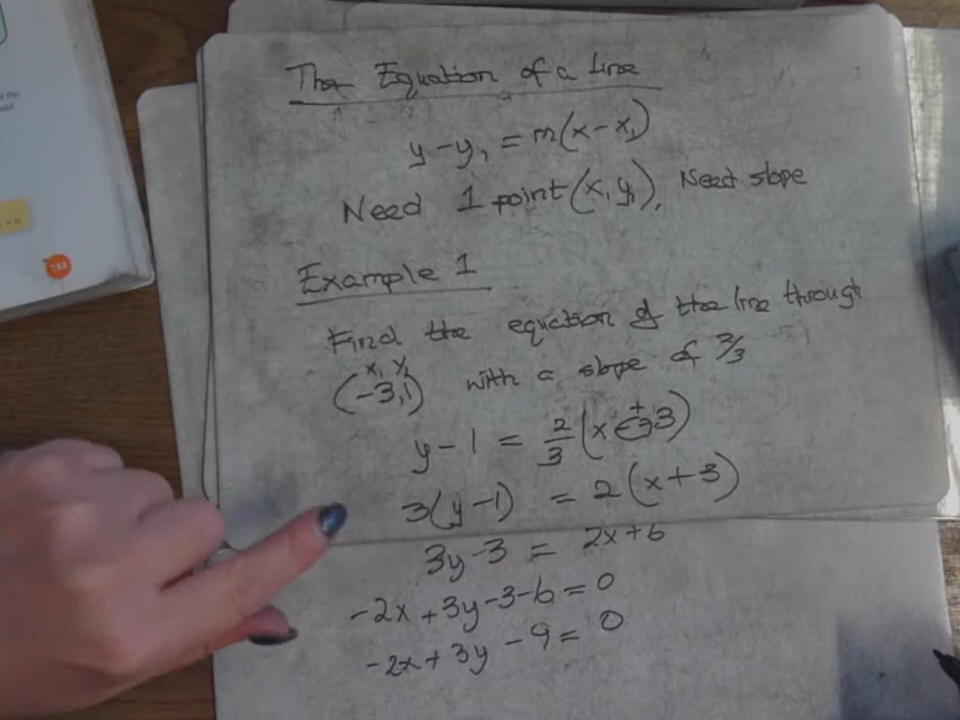 The Equation of a Line
y - y₁ = m(x - x₁)
Need 1 point (x₁ y₁), Need slope
Example 1
Find the equation of the line through
x₁ y₁
(-3,1) with a slope of 2/3
y - 1 = 2/3 (x + 3)
3(y - 1) = 2(x + 3)
3y - 3 = 2x + 6
-2x + 3y - 3 - 6 = 0
-2x + 3y - 9 = 0